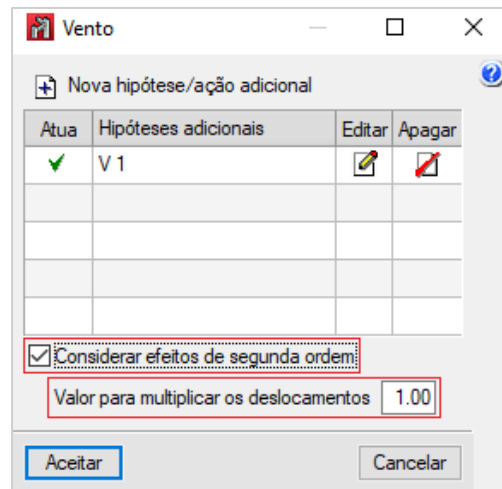 Vento
Nova hipótese/ação adicional
Atua Hipóteses adicionais Editar Apagar
V 1
Considerar efeitos de segunda ordem
Valor para multiplicar os deslocamentos 1.00
Aceitar Cancelar